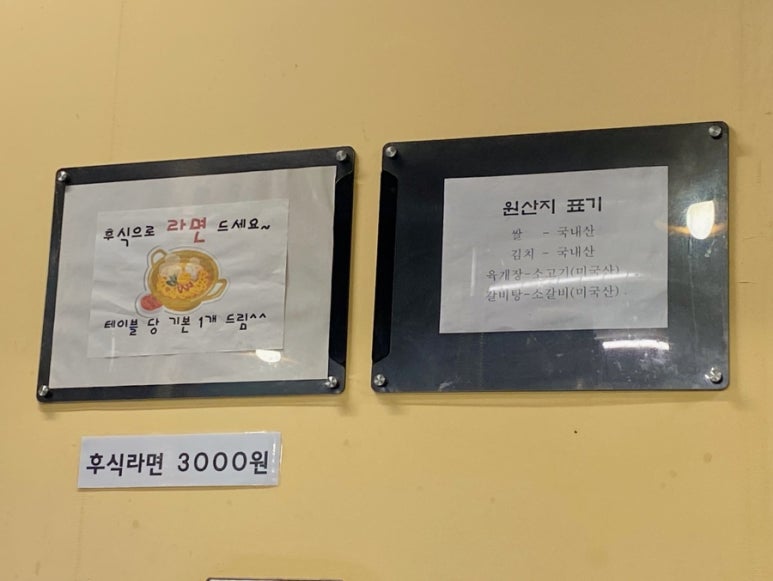 후식으로 라면 드세요~
테이블 당 기본 1개 드림^^
후식라면 3000원
원산지 표기
쌀 - 국내산
김치 - 국내산
육개장-소고기(미국산)
갈비탕-소갈비(미국산)